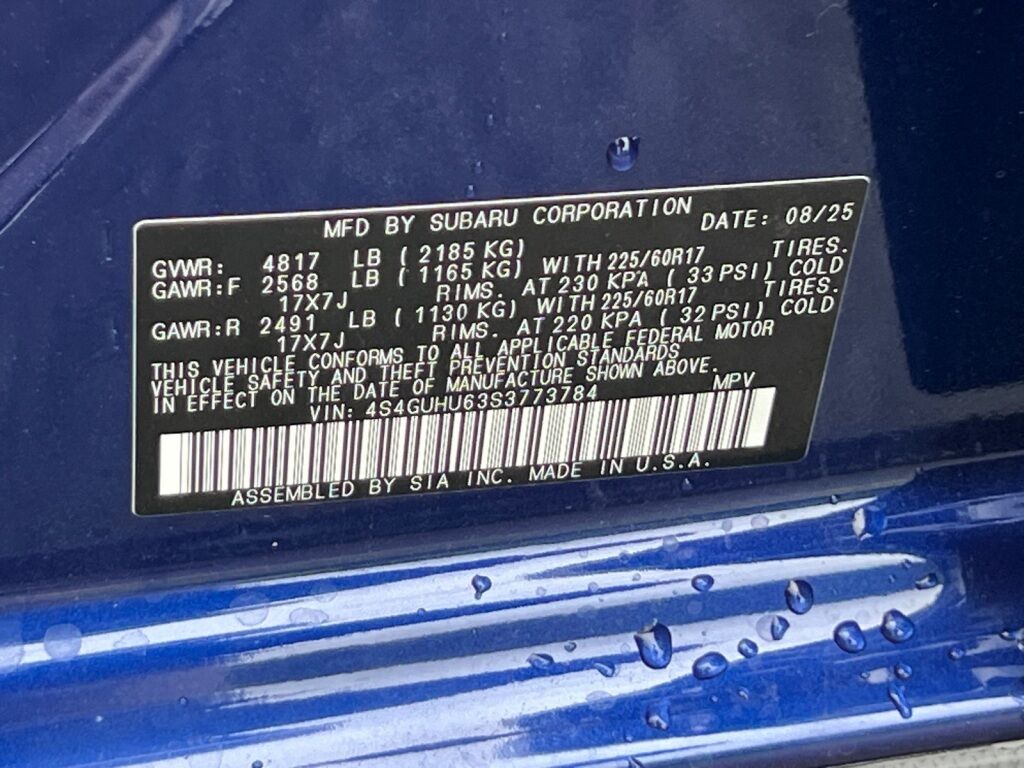 MFD BY SUBARU CORPORATION DATE: 08/25
GVWR: 4817 LB ( 2185 KG)
GAWR:F 2568 LB ( 1165 KG) WITH 225/60R17 TIRES.
17X7J RIMS. AT 230 KPA ( 33 PSI) COLD
GAWR:R 2491 LB ( 1130 KG) WITH 225/60R17 TIRES.
17X7J RIMS. AT 220 KPA ( 32 PSI) COLD
THIS VEHICLE CONFORMS TO ALL APPLICABLE FEDERAL MOTOR
VEHICLE SAFETY AND THEFT PREVENTION STANDARDS
IN EFFECT ON THE DATE OF MANUFACTURE SHOWN ABOVE.
VIN: 4S4GUHU63S3773784 MPV
ASSEMBLED BY SIA INC. MADE IN U.S.A.